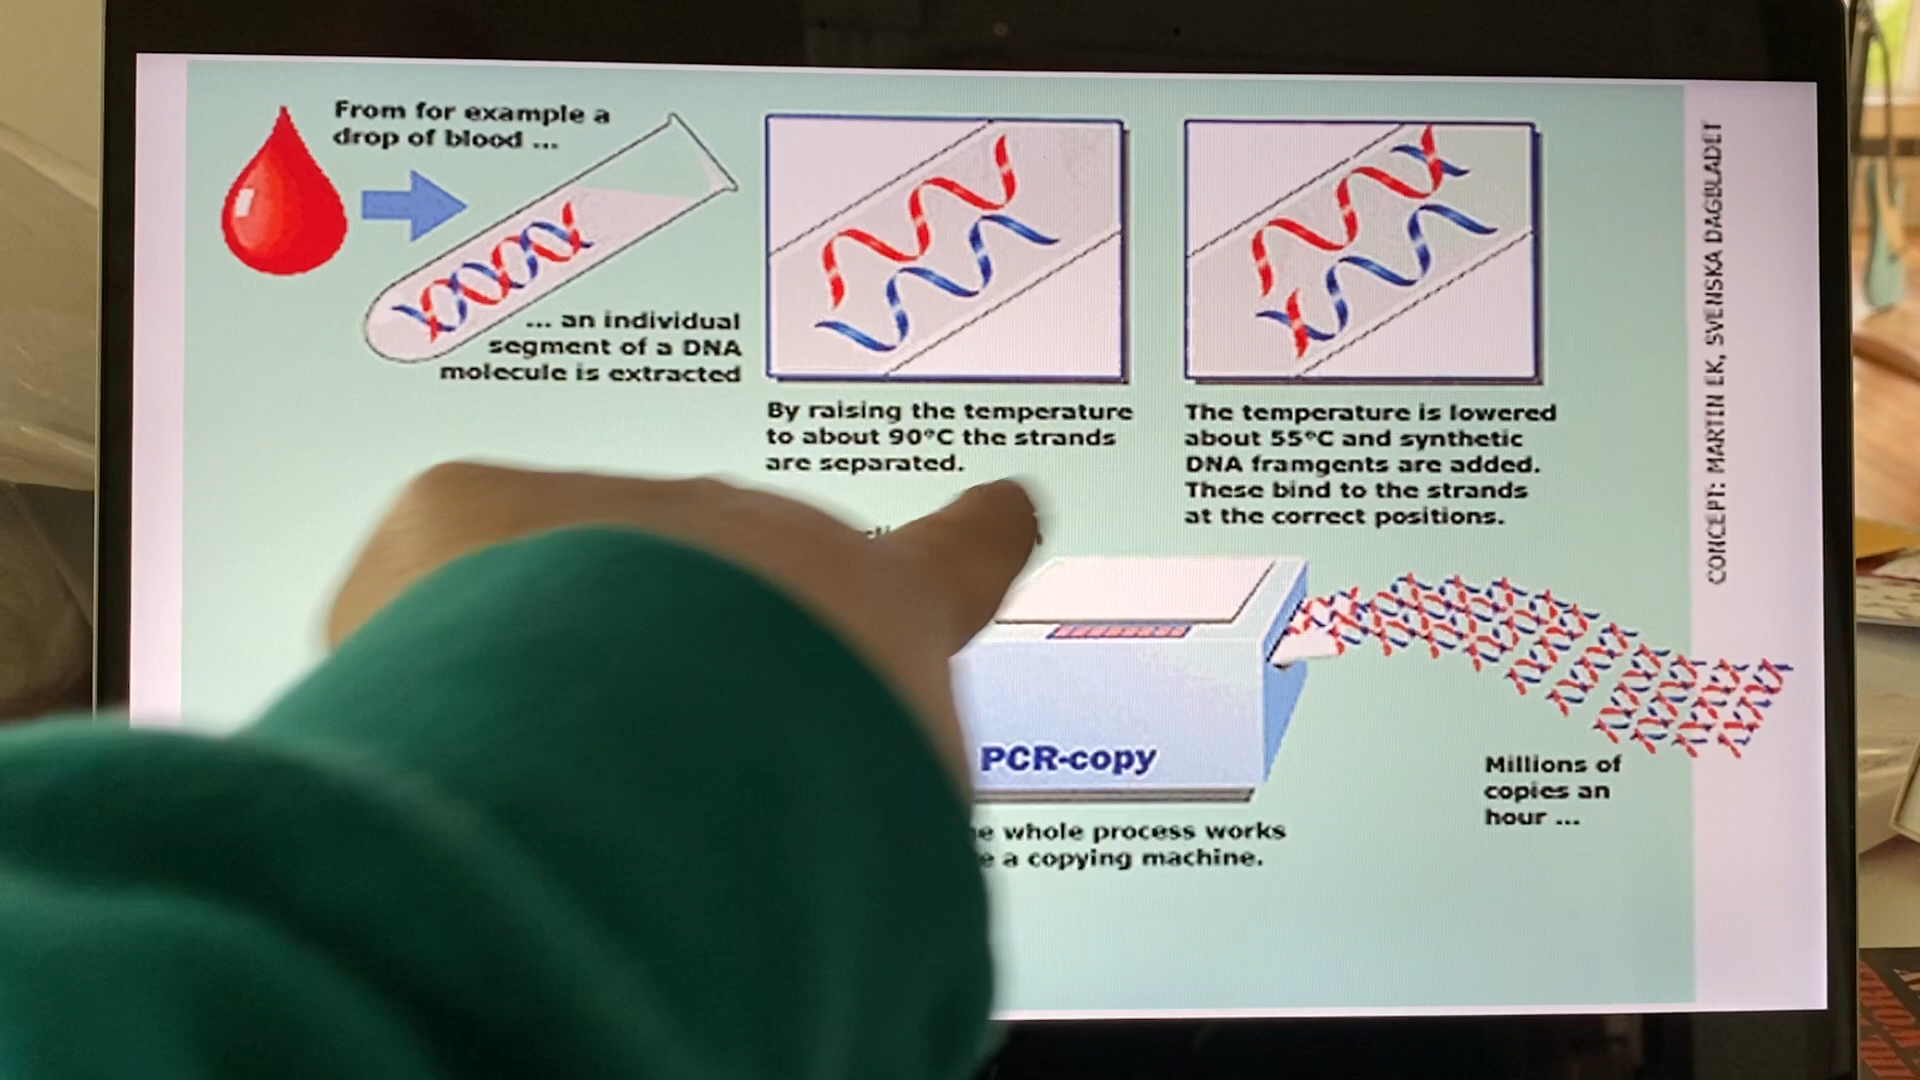 From for example a
drop of blood ...
... an individual
segment of a DNA
molecule is extracted
By raising the temperature
to about 90°C the strands
are separated.
The temperature is lowered
about 55°C and synthetic
DNA framgents are added.
These bind to the strands
at the correct positions.
PCR-copy
whole process works
a copying machine.
Millions of
copies an
hour ...
CONCEPT: MARTIN EK, SVENSKA DAGBLADET